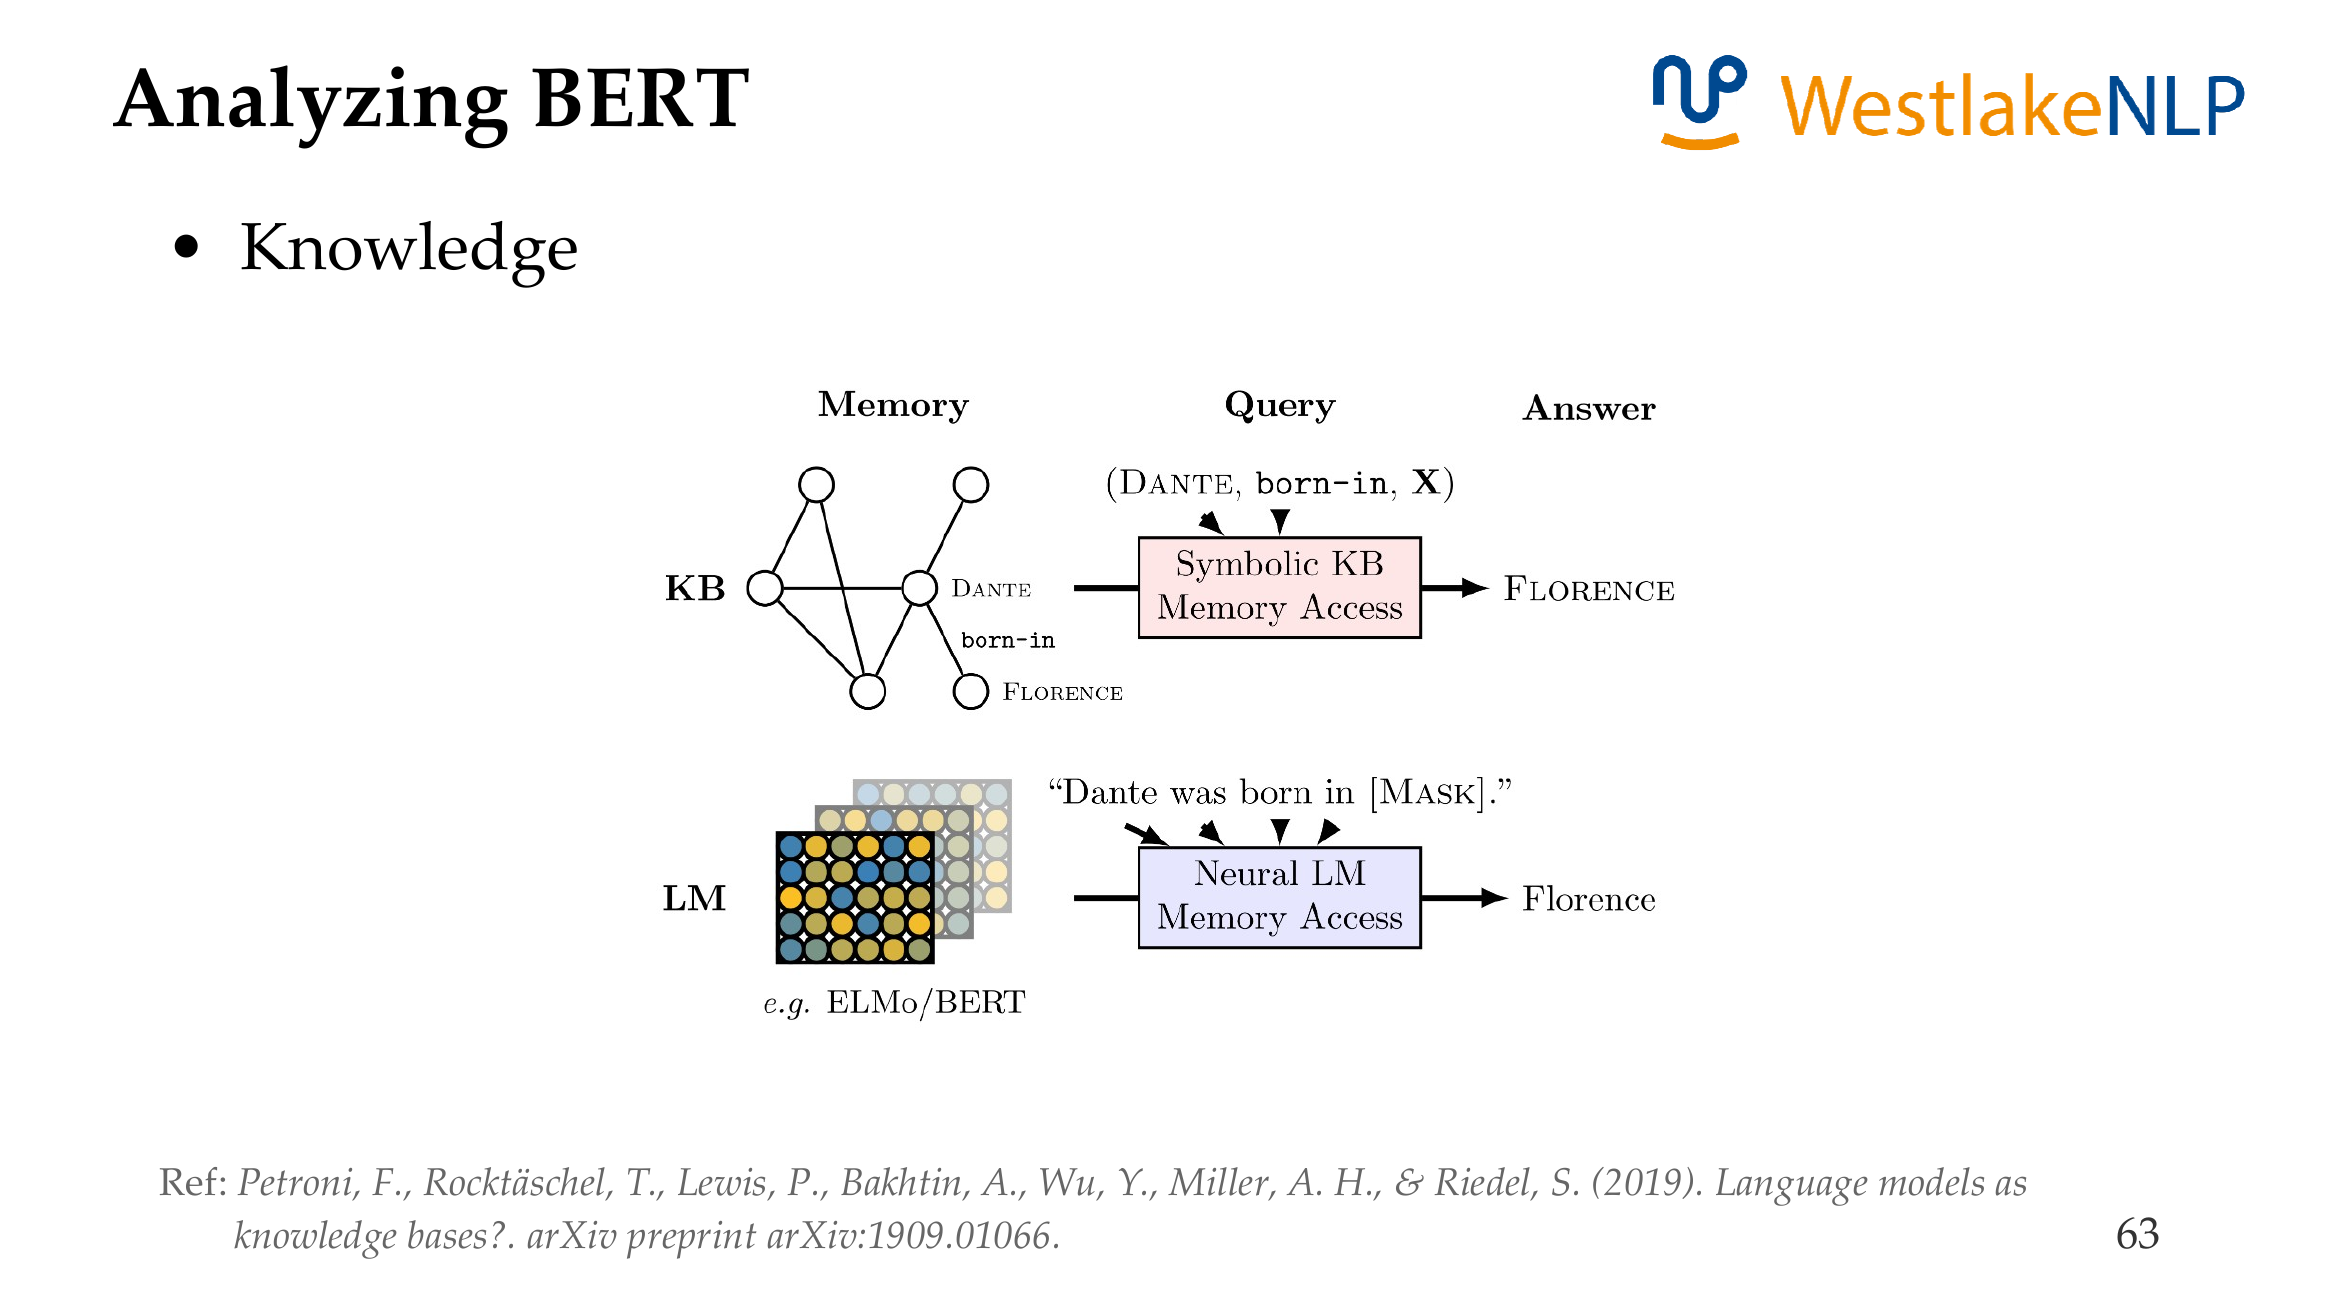 Analyzing BERT
WestlakeNLP
• Knowledge
Memory Query Answer
(DANTE, born-in, X)
Symbolic KB
Memory Access
KB
DANTE
FLORENCE
born-in
FLORENCE
“Dante was born in [MASK].”
Neural LM
Memory Access
LM
Florence
e.g. ELMO/BERT
Ref: Petroni, F., Rocktäschel, T., Lewis, P., Bakhtin, A., Wu, Y., Miller, A. H., & Riedel, S. (2019). Language models as
knowledge bases?. arXiv preprint arXiv:1909.01066.
63